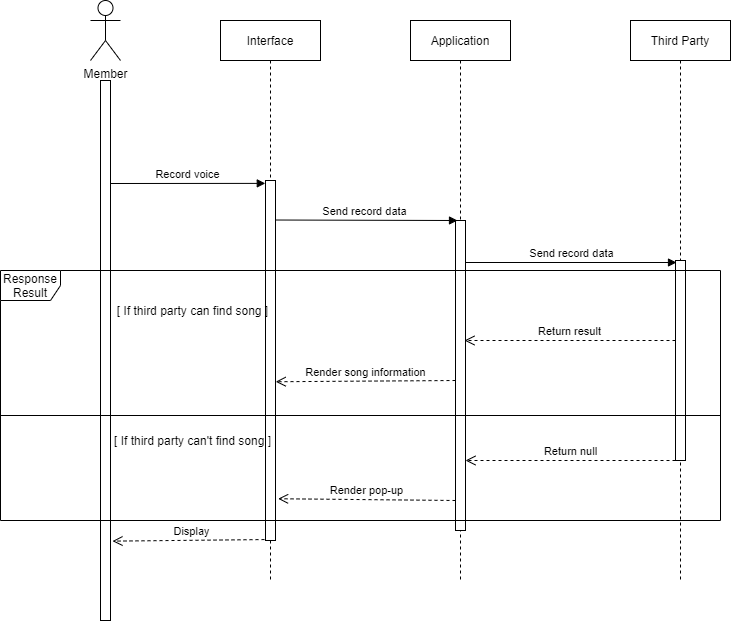 Interface
Application
Third Party
Member
Record voice
Send record data
Send record data
Response
Result
[ If third party can find song ]
Return result
Render song information
[ If third party can't find song ]
Return null
Render pop-up
Display